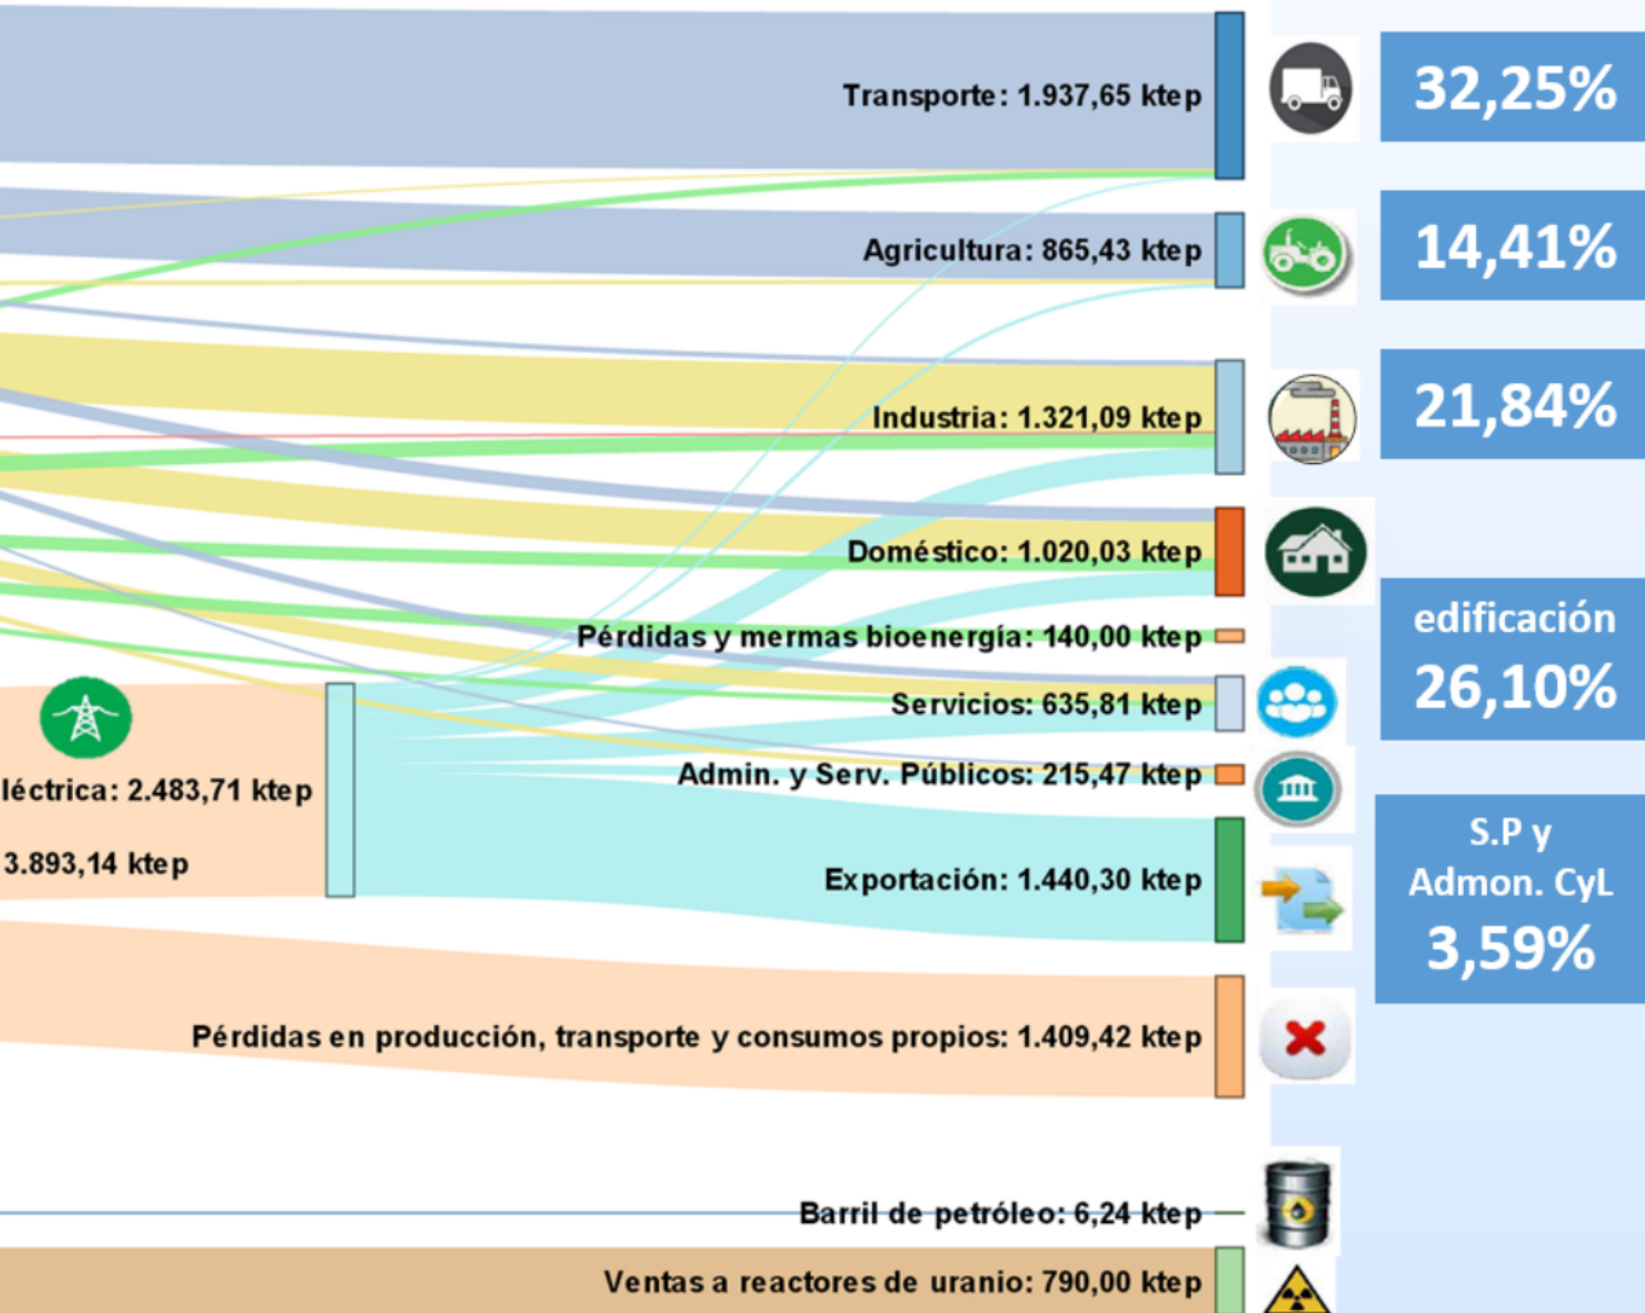 Transporte: 1.937,65 ktep
32,25%
Agricultura: 865,43 ktep
14,41%
Industria: 1.321,09 ktep
21,84%
Doméstico: 1.020,03 ktep
Pérdidas y mermas bioenergía: 140,00 ktep
edificación
26,10%
Servicios: 635,81 ktep
Admin. y Serv. Públicos: 215,47 ktep
léctrica: 2.483,71 ktep
3.893,14 ktep
Exportación: 1.440,30 ktep
S.P y
Admon. CyL
3,59%
Pérdidas en producción, transporte y consumos propios: 1.409,42 ktep
Barril de petróleo: 6,24 ktep
Ventas a reactores de uranio: 790,00 ktep